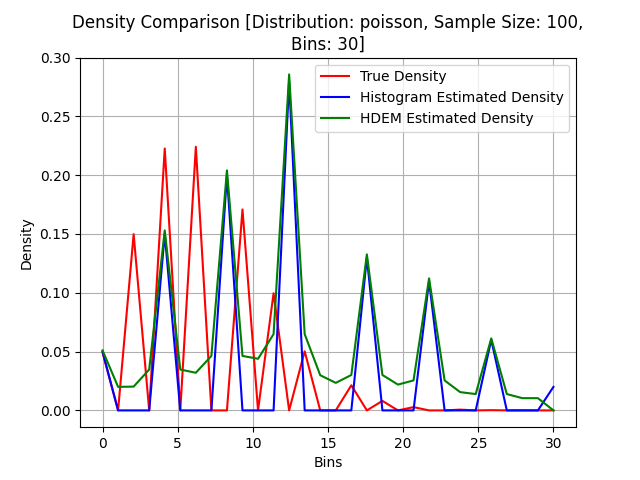 Density Comparison [Distribution: poisson, Sample Size: 100,
Bins: 30]
True Density
Histogram Estimated Density
HDEM Estimated Density
Density
0.30
0.25
0.20
0.15
0.10
0.05
0.00
0 5 10 15 20 25 30
Bins